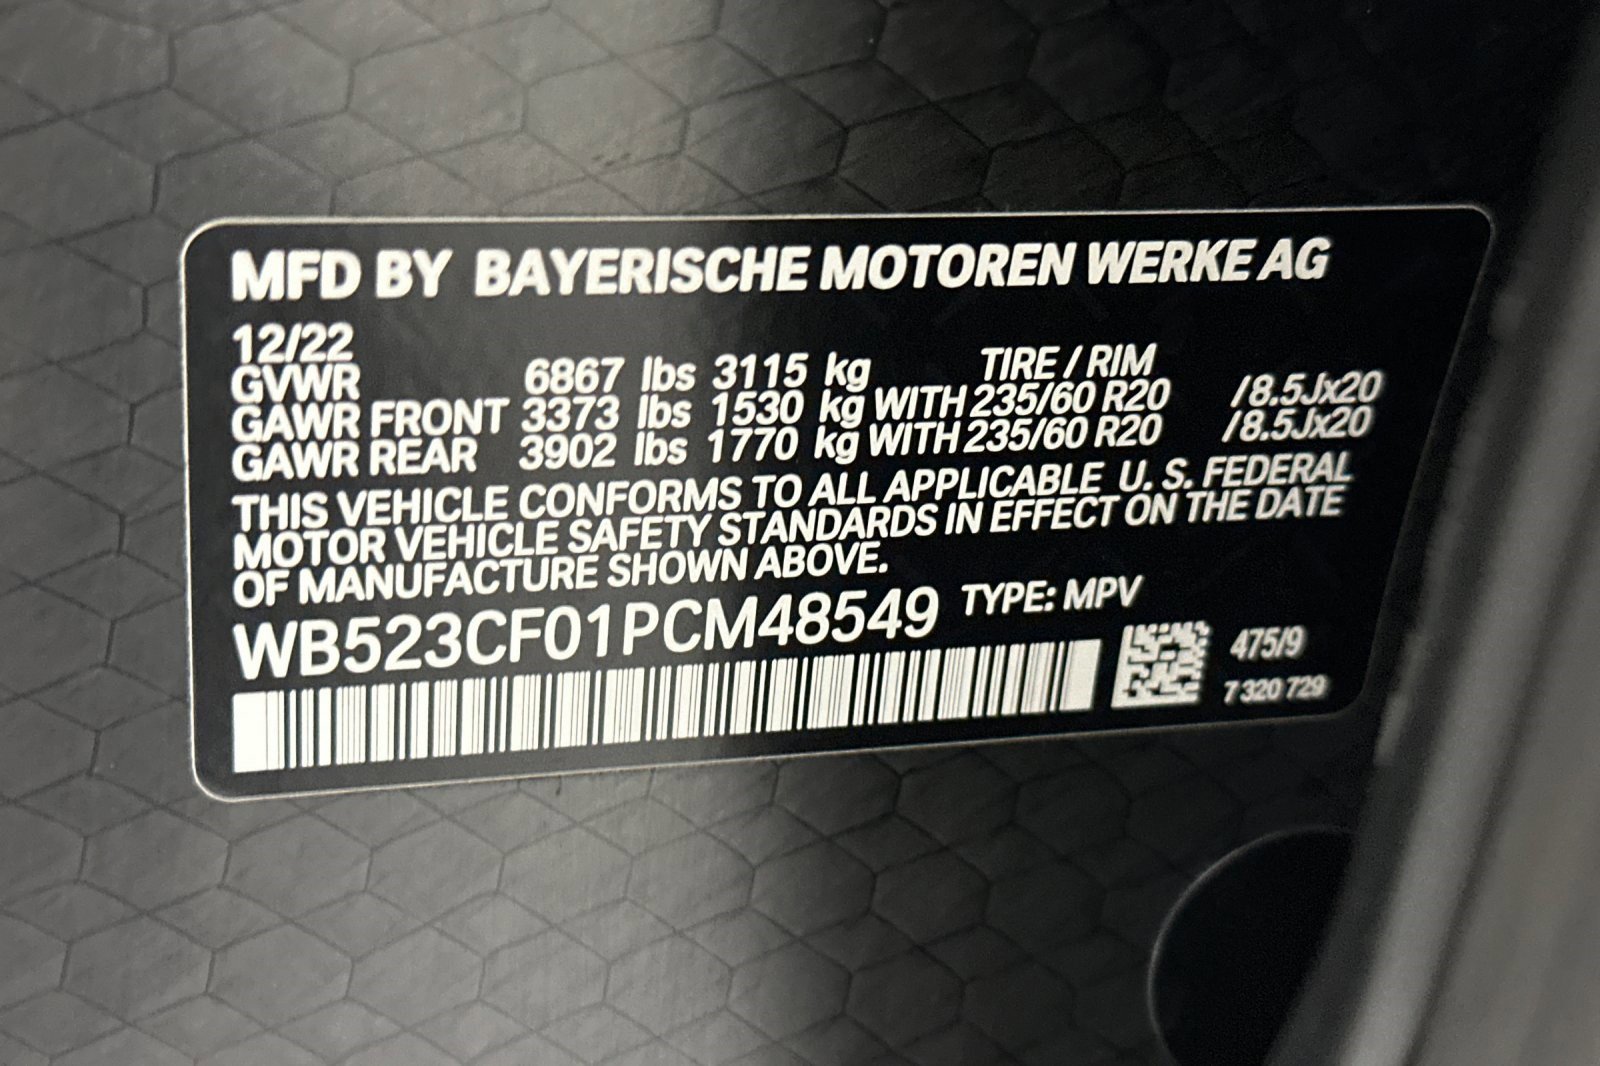 MFD BY BAYERISCHE MOTOREN WERKE AG
12/22
GVWR 6867 lbs 3115 kg TIRE / RIM
GAWR FRONT 3373 lbs 1530 kg WITH 235/60 R20 /8.5Jx20
GAWR REAR 3902 lbs 1770 kg WITH 235/60 R20 /8.5Jx20
THIS VEHICLE CONFORMS TO ALL APPLICABLE U. S. FEDERAL
MOTOR VEHICLE SAFETY STANDARDS IN EFFECT ON THE DATE
OF MANUFACTURE SHOWN ABOVE.
WB523CF01PCM48549 TYPE: MPV
475/9
7 320 729